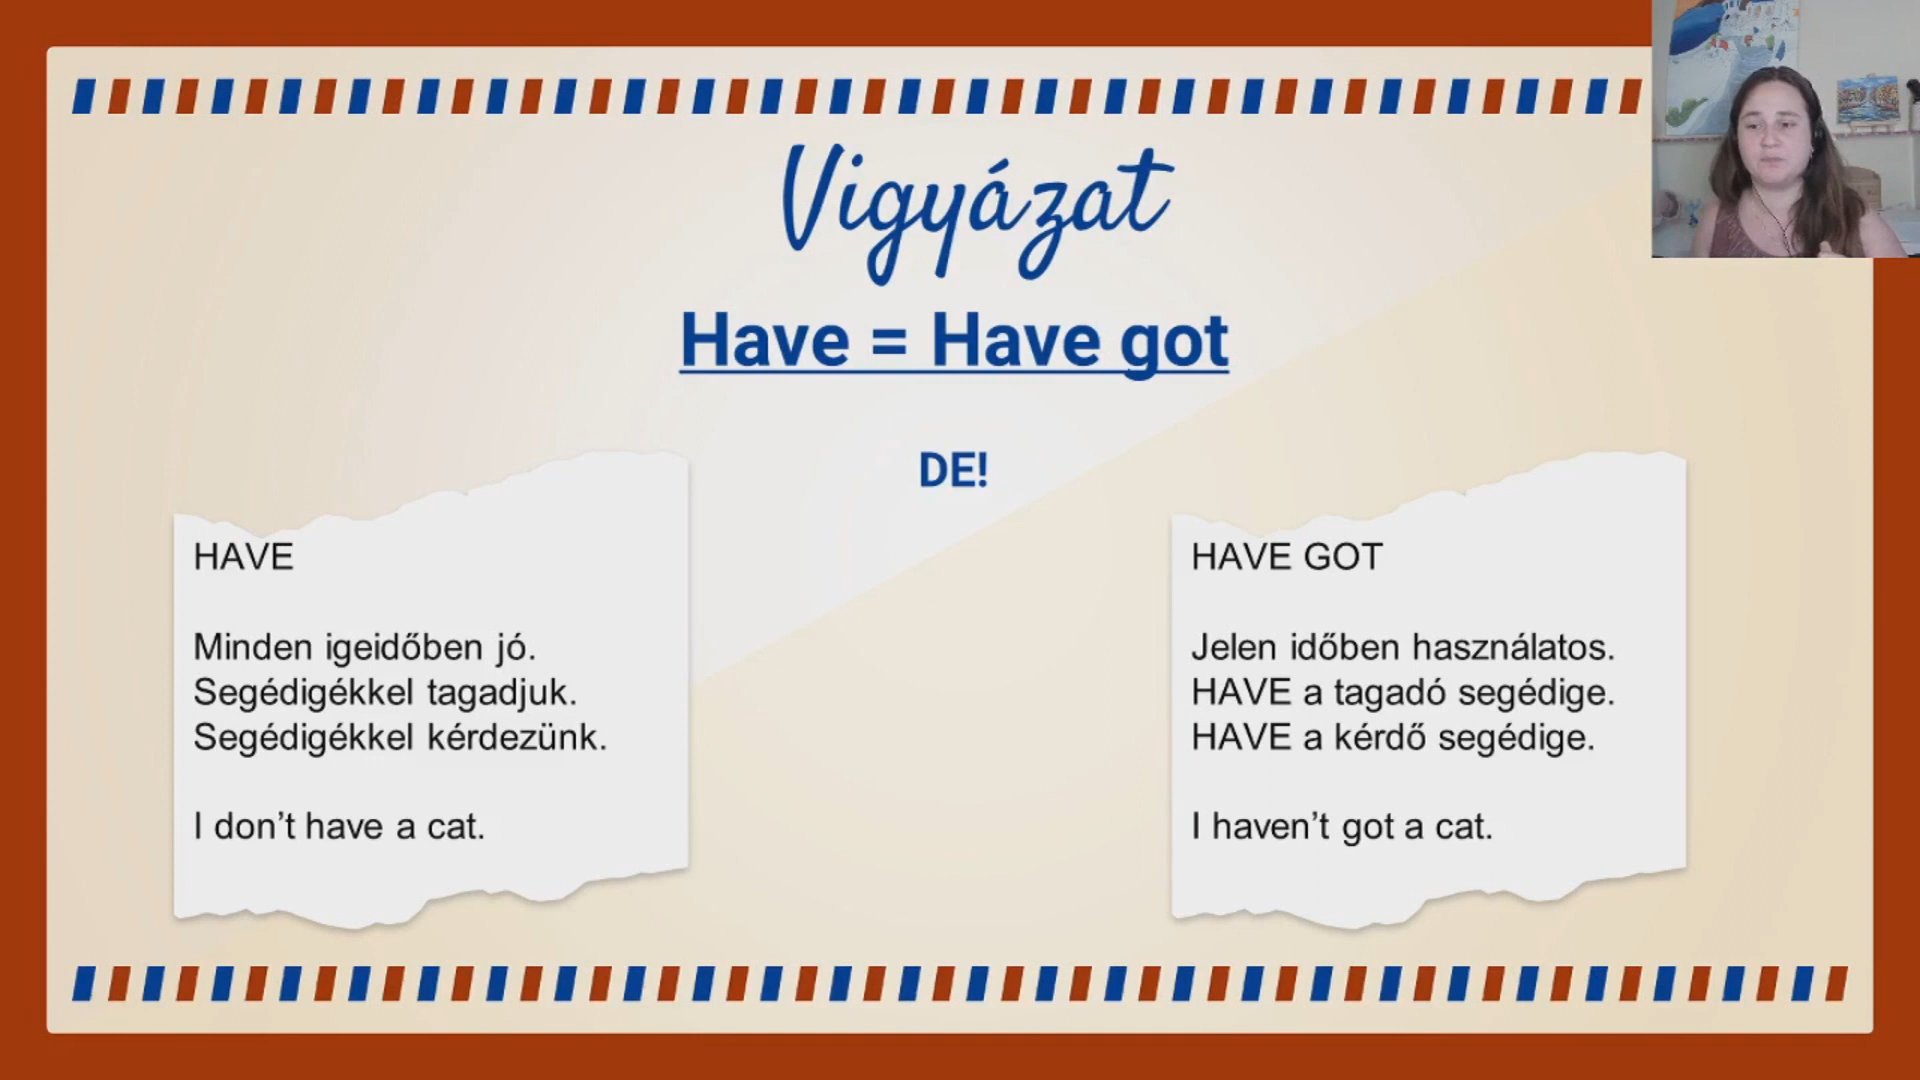 Vigyázat
Have = Have got
DE!
HAVE
Minden igeidőben jó.
Segédigékkel tagadjuk.
Segédigékkel kérdezünk.
I don’t have a cat.
HAVE GOT
Jelen időben használatos.
HAVE a tagadó segédige.
HAVE a kérdő segédige.
I haven’t got a cat.